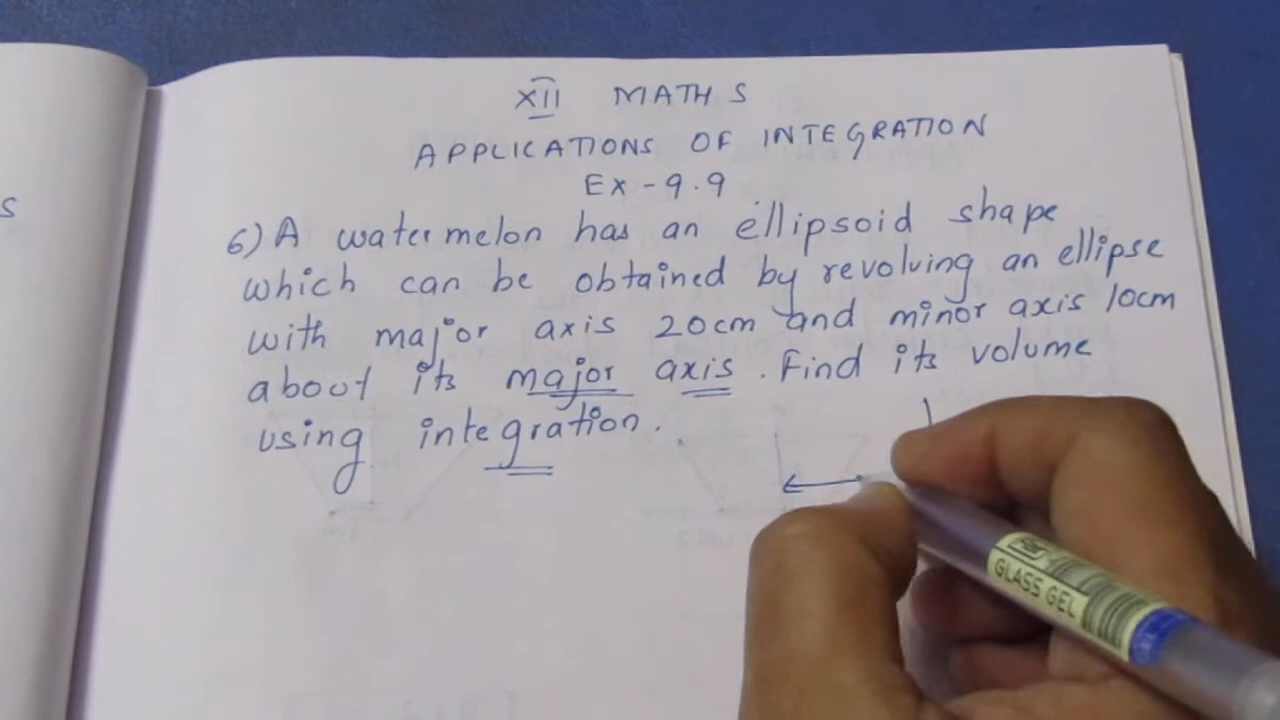 XII MATHS
APPLICATIONS OF INTEGRATION
EX - 9.9
6) A watermelon has an ellipsoid shape
which can be obtained by revolving an ellipse
with major axis 20cm and minor axis 10cm
about its major axis. Find its volume
using integration.
GLASS GEL
s